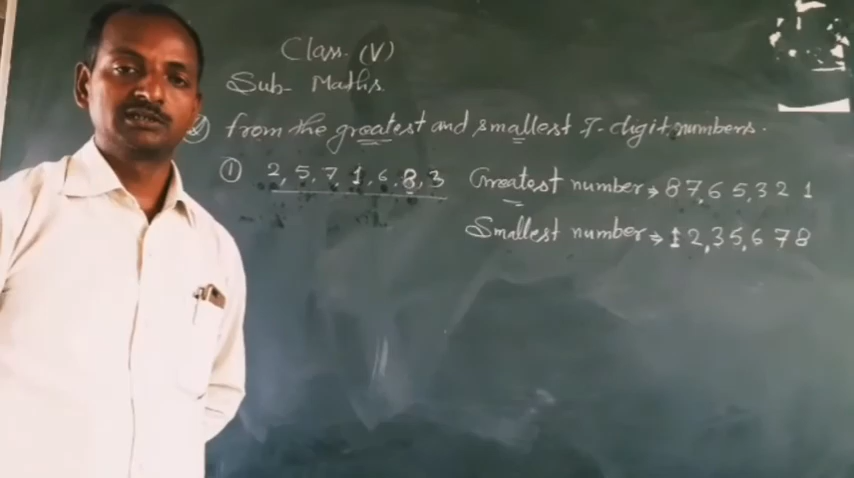 Class. (V)
Sub- Maths.
from the greatest and smallest 7-digit numbers.
① 2, 5, 7, 1, 6, 8, 3 Greatest number → 87,65,321
Smallest number → 12,35,678